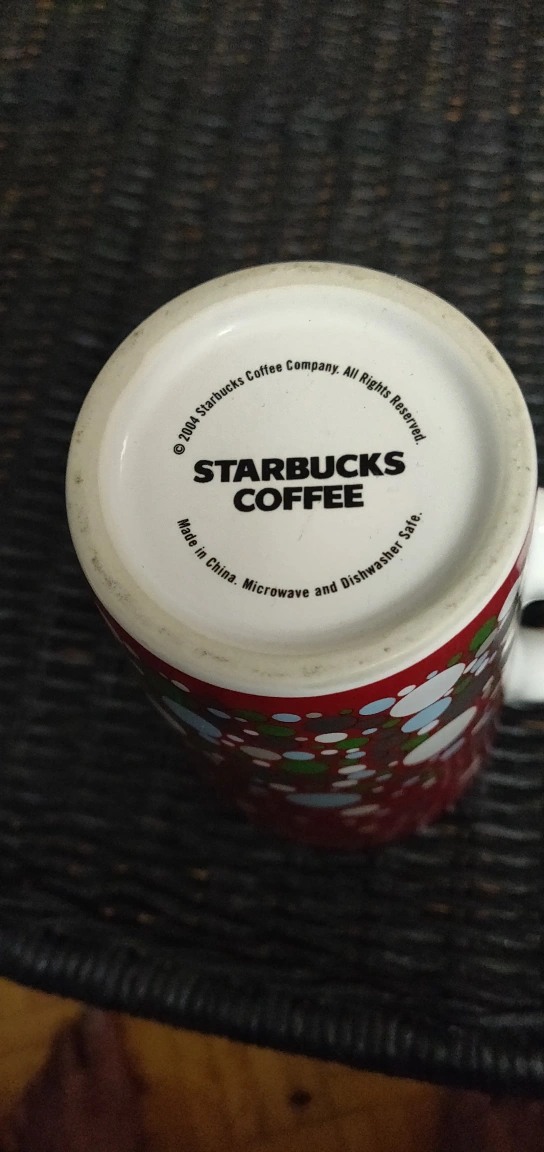 © 2004 Starbucks Coffee Company. All Rights Reserved.
STARBUCKS
COFFEE
Made in China. Microwave and Dishwasher Safe.